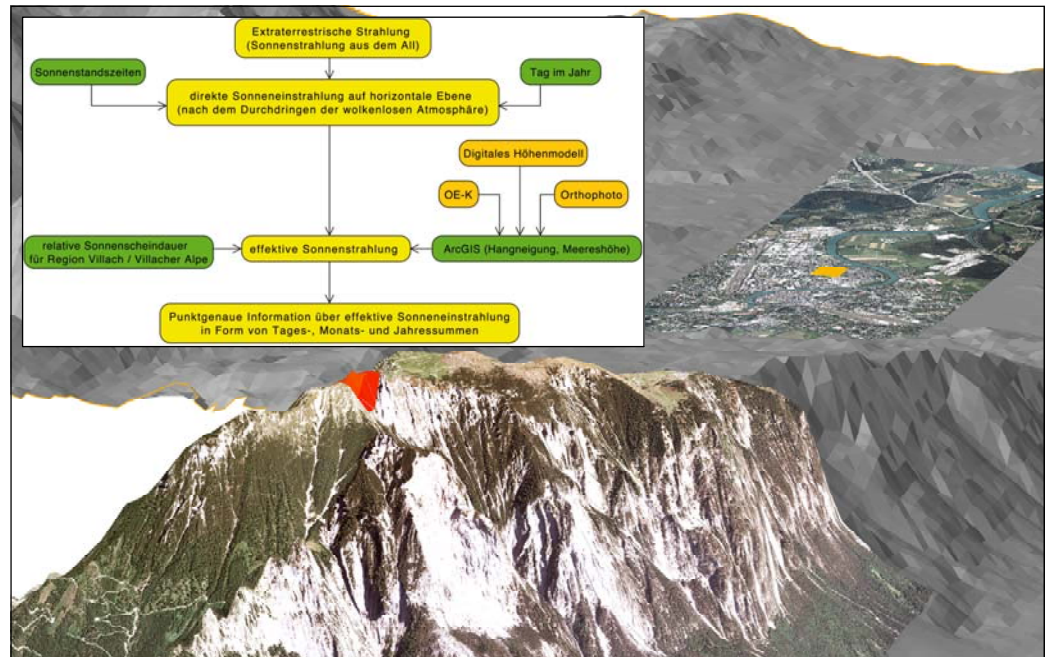 Extraterrestrische Strahlung
(Sonnenstrahlung aus dem All)
Sonnenstandszeiten
Tag im Jahr
direkte Sonneneinstrahlung auf horizontale Ebene
(nach dem Durchdringen der wolkenlosen Atmosphäre)
Digitales Höhenmodell
OE-K
Orthophoto
relative Sonnenscheindauer
für Region Villach / Villacher Alpe
effektive Sonnenstrahlung
ArcGIS (Hangneigung, Meereshöhe)
Punktgenaue Information über effektive Sonneneinstrahlung
in Form von Tages-, Monats- und Jahressummen